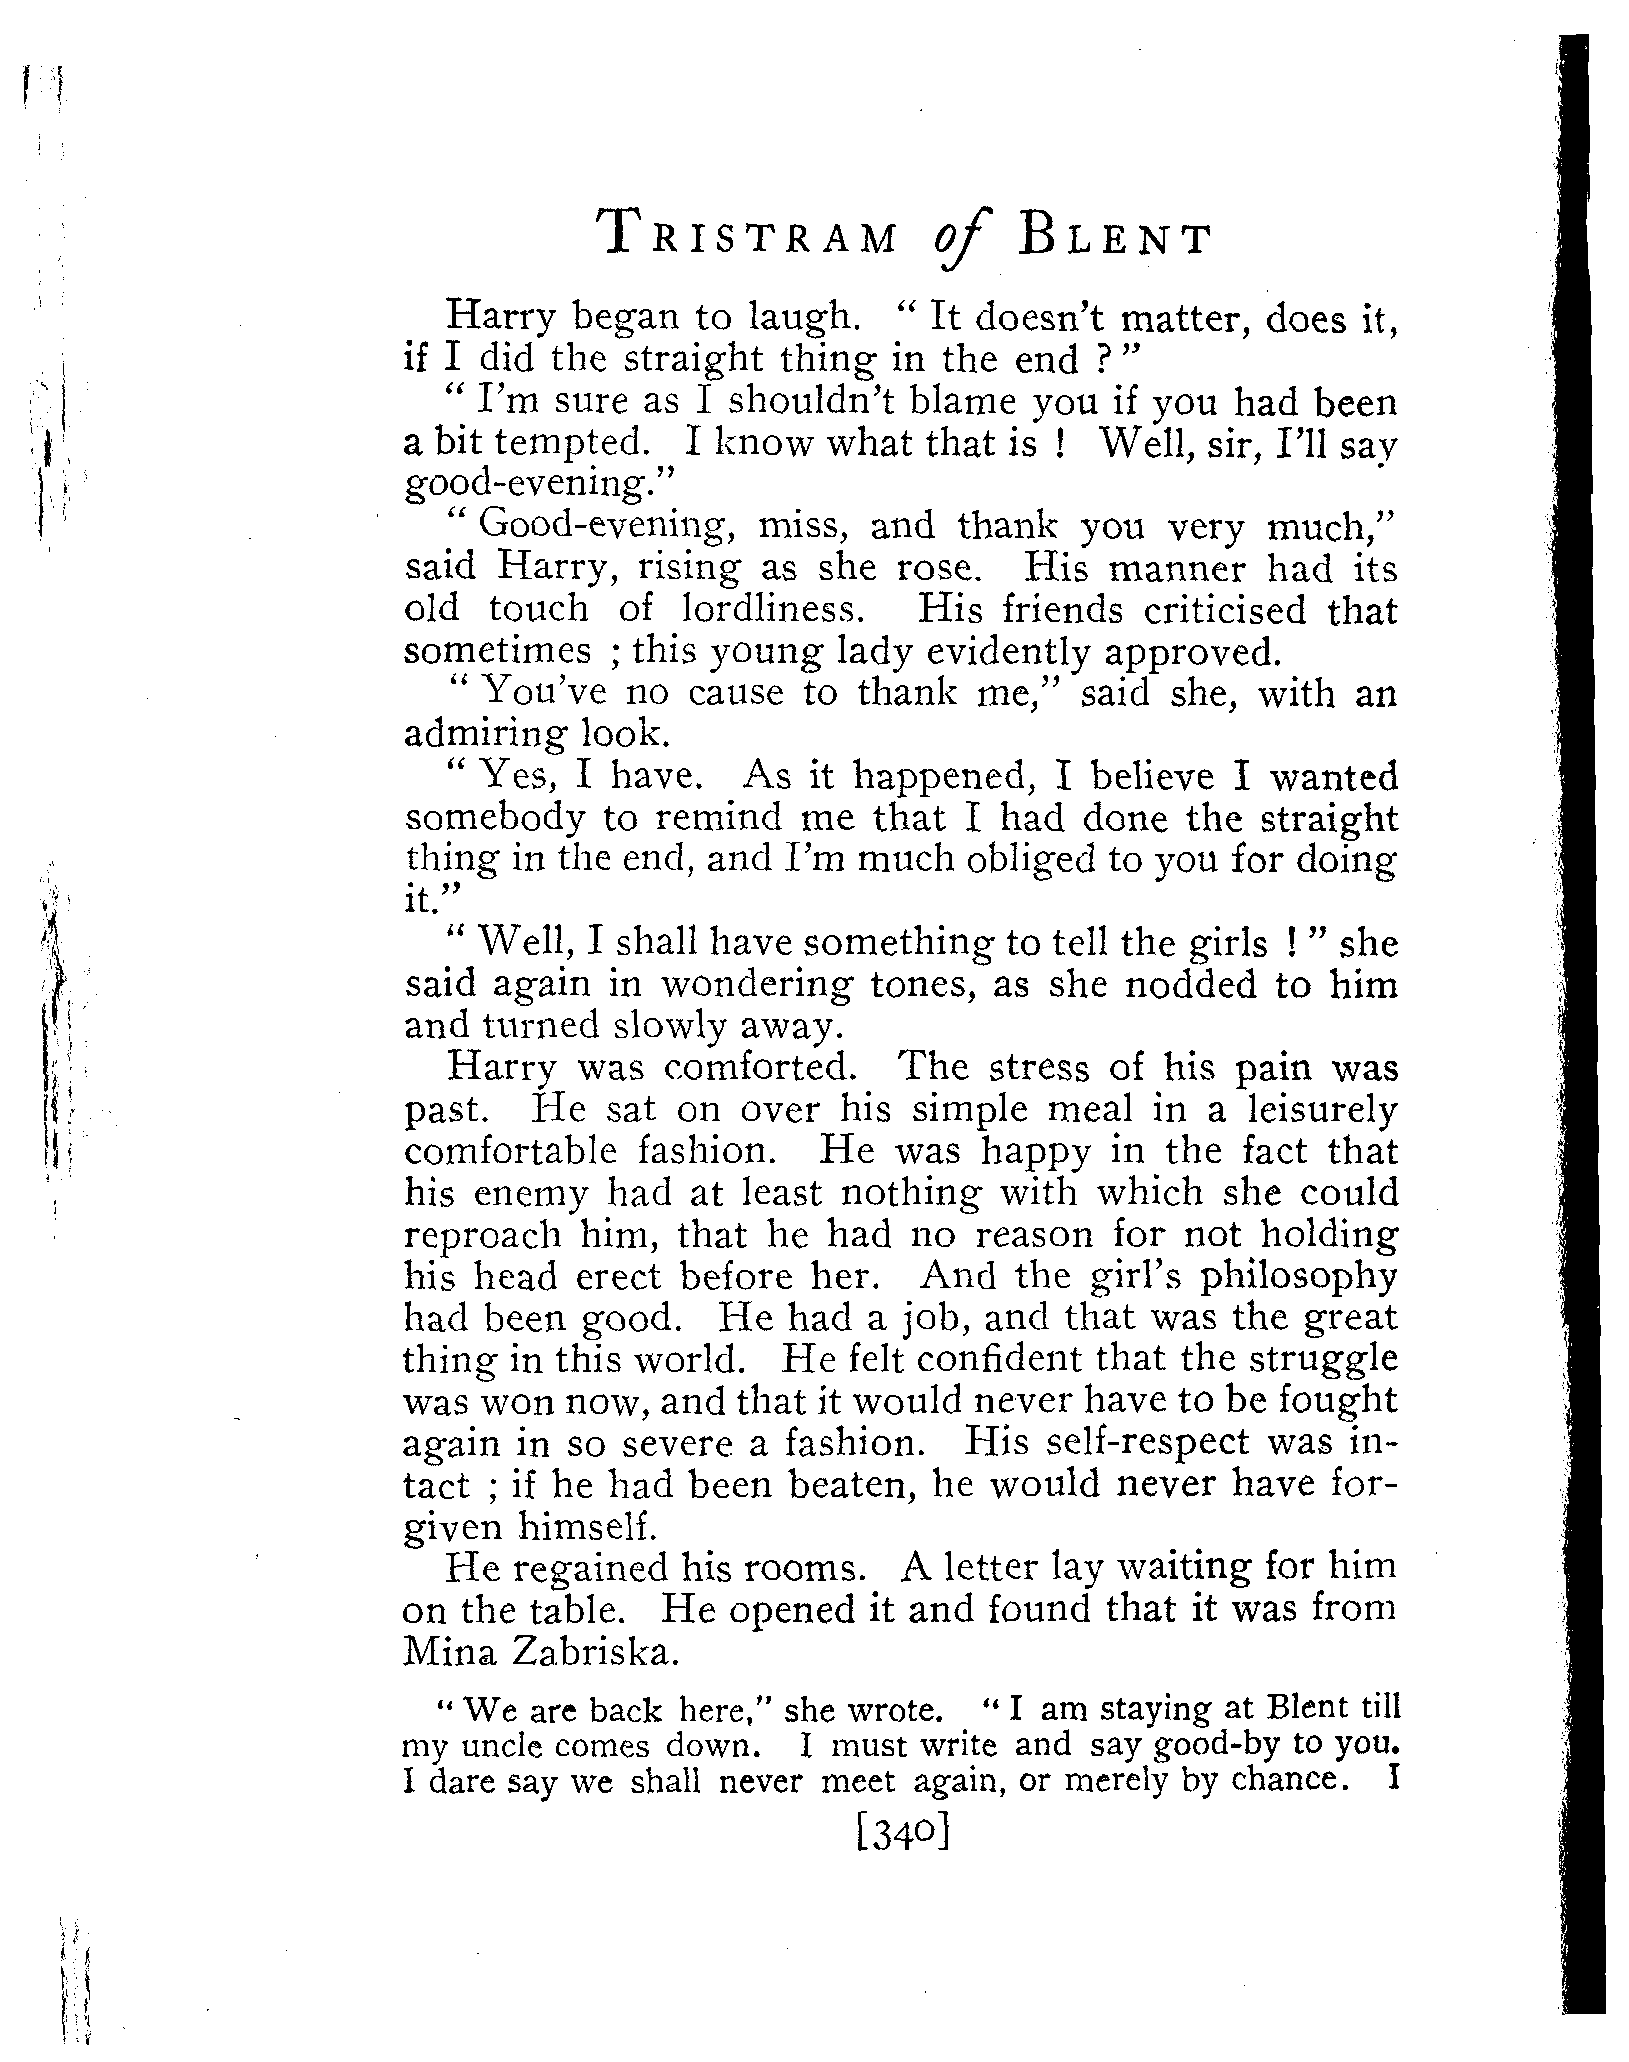 TRISTRAM of BLENT
Harry began to laugh. “ It doesn't matter, does it,
if I did the straight thing in the end ? ”
“ I'm sure as I shouldn't blame you if you had been
a bit tempted. I know what that is ! Well, sir, I'll say
good-evening.”
“ Good-evening, miss, and thank you very much,”
said Harry, rising as she rose. His manner had its
old touch of lordliness. His friends criticised that
sometimes ; this young lady evidently approved.
“ You've no cause to thank me,” said she, with an
admiring look.
“ Yes, I have. As it happened, I believe I wanted
somebody to remind me that I had done the straight
thing in the end, and I'm much obliged to you for doing
it.”
“ Well, I shall have something to tell the girls ! ” she
said again in wondering tones, as she nodded to him
and turned slowly away.
Harry was comforted. The stress of his pain was
past. He sat on over his simple meal in a leisurely
comfortable fashion. He was happy in the fact that
his enemy had at least nothing with which she could
reproach him, that he had no reason for not holding
his head erect before her. And the girl's philosophy
had been good. He had a job, and that was the great
thing in this world. He felt confident that the struggle
was won now, and that it would never have to be fought
again in so severe a fashion. His self-respect was in-
tact ; if he had been beaten, he would never have for-
given himself.
He regained his rooms. A letter lay waiting for him
on the table. He opened it and found that it was from
Mina Zabriska.
“ We are back here,” she wrote. “ I am staying at Blent till
my uncle comes down. I must write and say good-by to you.
I dare say we shall never meet again, or merely by chance. I
[340]